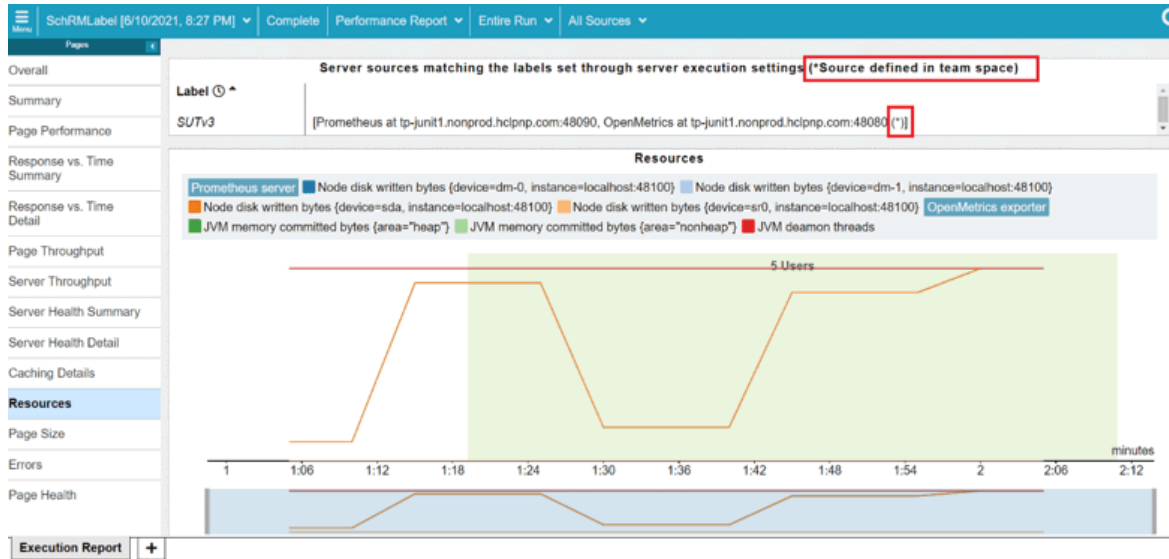 Menu
SchRMLabel [6/10/2021, 8:27 PM]
Complete
Performance Report
Entire Run
All Sources
Pages
Overall
Summary
Page Performance
Response vs. Time
Summary
Response vs. Time
Detail
Page Throughput
Server Throughput
Server Health Summary
Server Health Detail
Caching Details
Resources
Page Size
Errors
Page Health
Server sources matching the labels set through server execution settings (*Source defined in team space)
Label
SUTv3
[Prometheus at tp-junit1.nonprod.hclpnp.com:48090, OpenMetrics at tp-junit1.nonprod.hclpnp.com:48080 (*)]
Resources
Prometheus server Node disk written bytes {device=dm-0, instance=localhost:48100} Node disk written bytes {device=dm-1, instance=localhost:48100}
Node disk written bytes {device=sda, instance=localhost:48100} Node disk written bytes {device=sr0, instance=localhost:48100} OpenMetrics exporter
JVM memory committed bytes {area="heap"} JVM memory committed bytes {area="nonheap"} JVM deamon threads
5 Users
minutes
1 1:06 1:12 1:18 1:24 1:30 1:36 1:42 1:48 1:54 2 2:06 2:12
Execution Report +